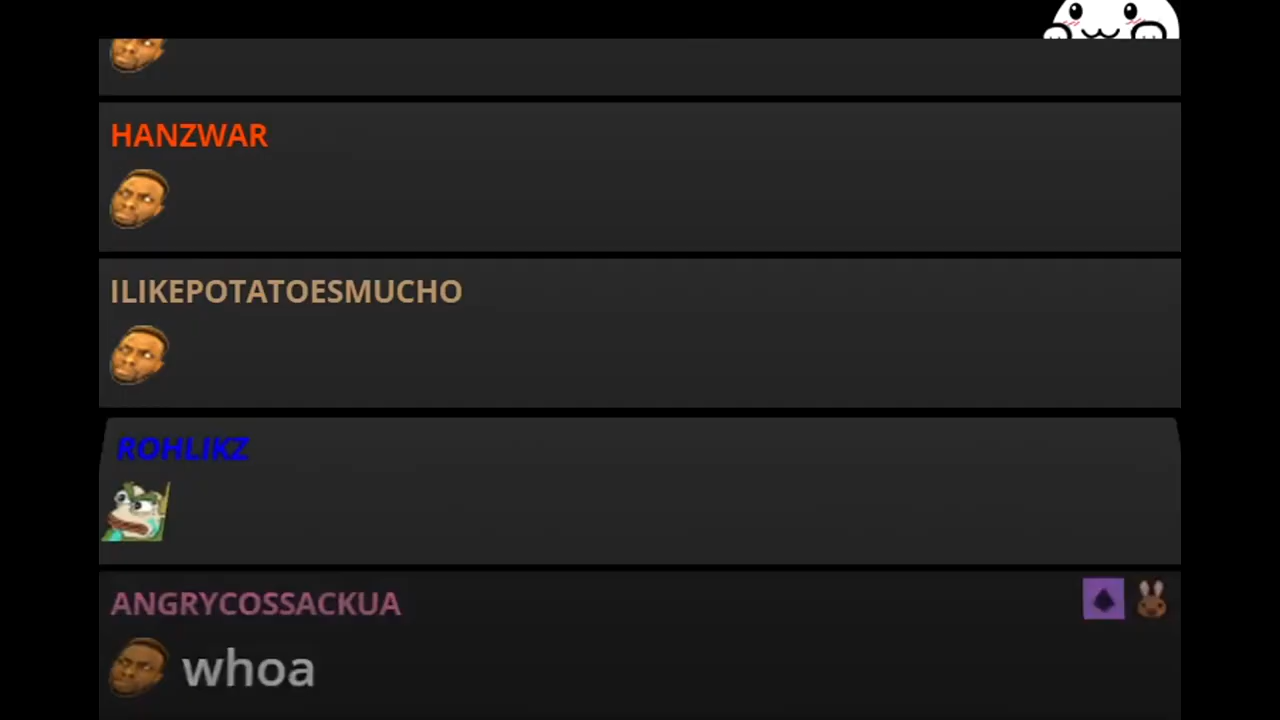 HANZWAR
ILIKEPOTATOESMUCHO
ROHLIKZ
ANGRYCOSSACKUA
whoa